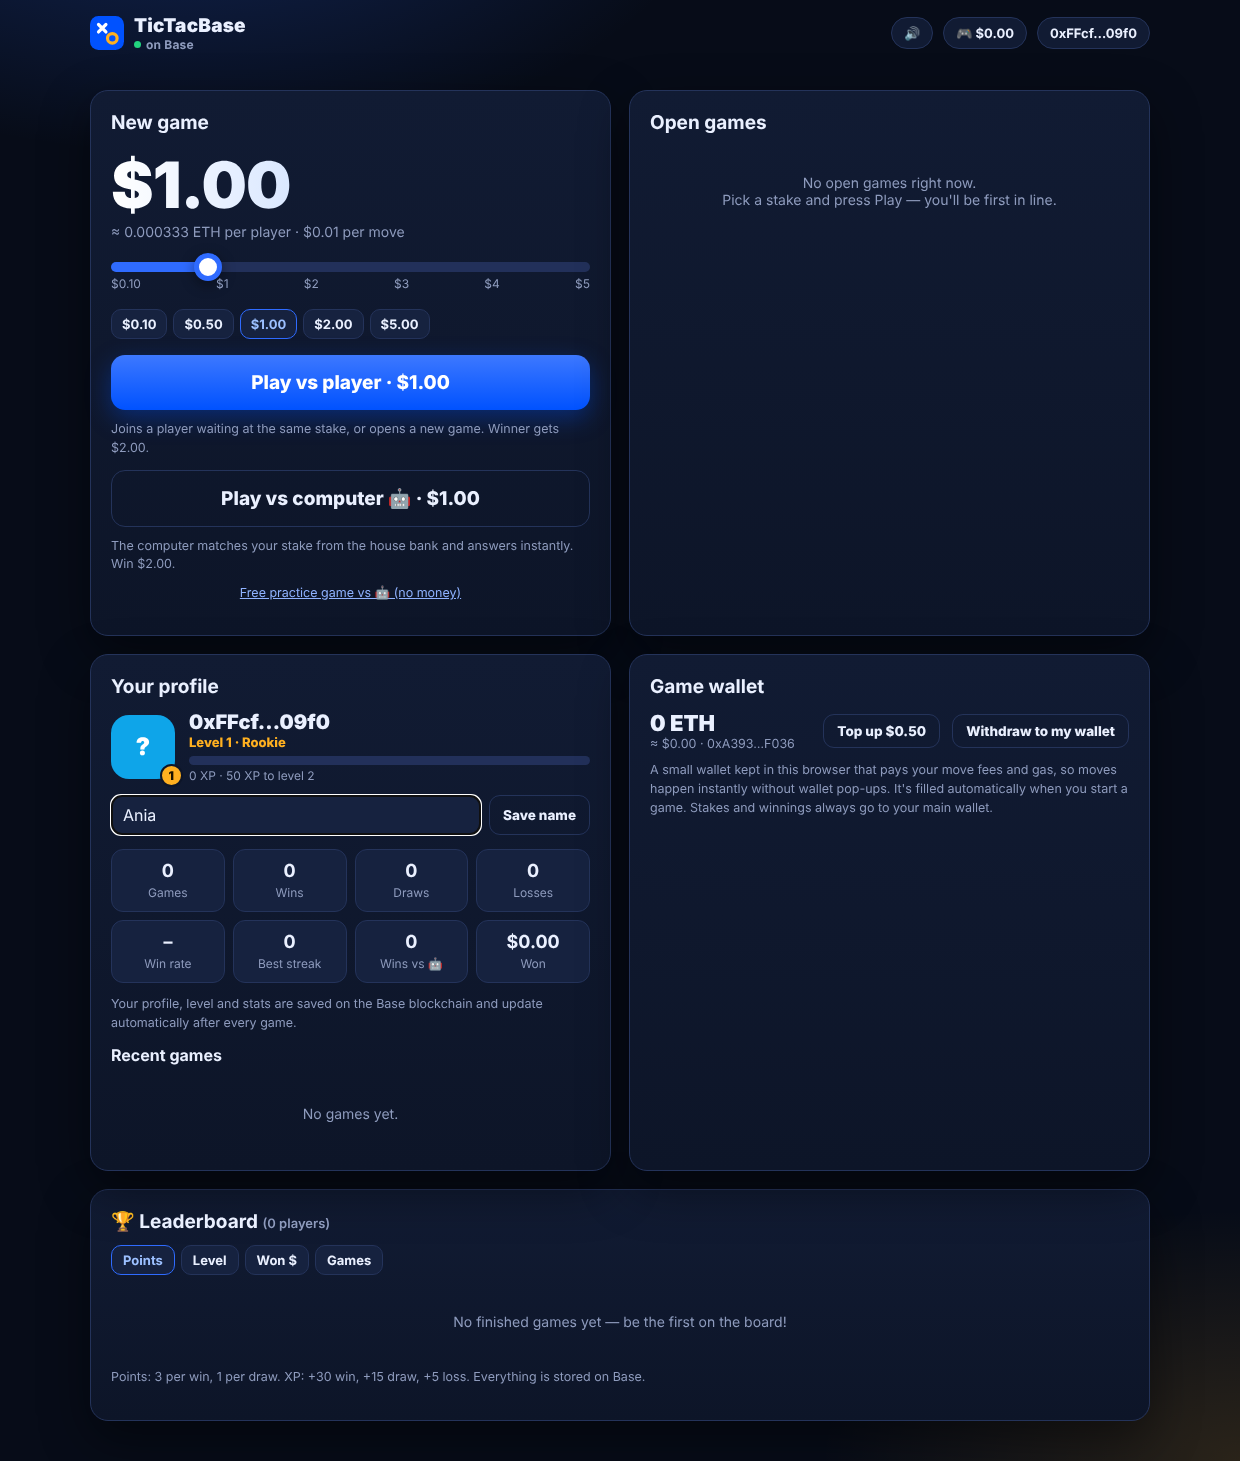 TicTacBase
on Base
🔊
🎮 $0.00
0xFFcf…09f0
New game
$1.00
≈ 0.000333 ETH per player · $0.01 per move
$0.10 $1 $2 $3 $4 $5
$0.10 $0.50 $1.00 $2.00 $5.00
Play vs player · $1.00
Joins a player waiting at the same stake, or opens a new game. Winner gets
$2.00.
Play vs computer 🤖 · $1.00
The computer matches your stake from the house bank and answers instantly.
Win $2.00.
Free practice game vs 🤖 (no money)
Open games
No open games right now.
Pick a stake and press Play — you'll be first in line.
Your profile
?
1
0xFFcf…09f0
Level 1 · Rookie
0 XP · 50 XP to level 2
Ania
Save name
0 0 0 0
Games Wins Draws Losses
– 0 0 $0.00
Win rate Best streak Wins vs 🤖 Won
Your profile, level and stats are saved on the Base blockchain and update
automatically after every game.
Recent games
No games yet.
Game wallet
0 ETH
≈ $0.00 · 0xA393…F036
Top up $0.50
Withdraw to my wallet
A small wallet kept in this browser that pays your move fees and gas, so moves
happen instantly without wallet pop-ups. It's filled automatically when you start a
game. Stakes and winnings always go to your main wallet.
🏆 Leaderboard (0 players)
Points Level Won $ Games
No finished games yet — be the first on the board!
Points: 3 per win, 1 per draw. XP: +30 win, +15 draw, +5 loss. Everything is stored on Base.